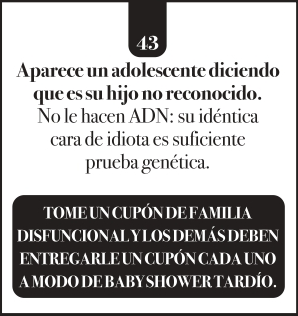 43
Aparece un adolescente diciendo
que es su hijo no reconocido.
No le hacen ADN: su idéntica
cara de idiota es suficiente
prueba genética.
TOME UN CUPÓN DE FAMILIA
DISFUNCIONAL Y LOS DEMÁS DEBEN
ENTREGARLE UN CUPÓN CADA UNO
A MODO DE BABY SHOWER TARDÍO.